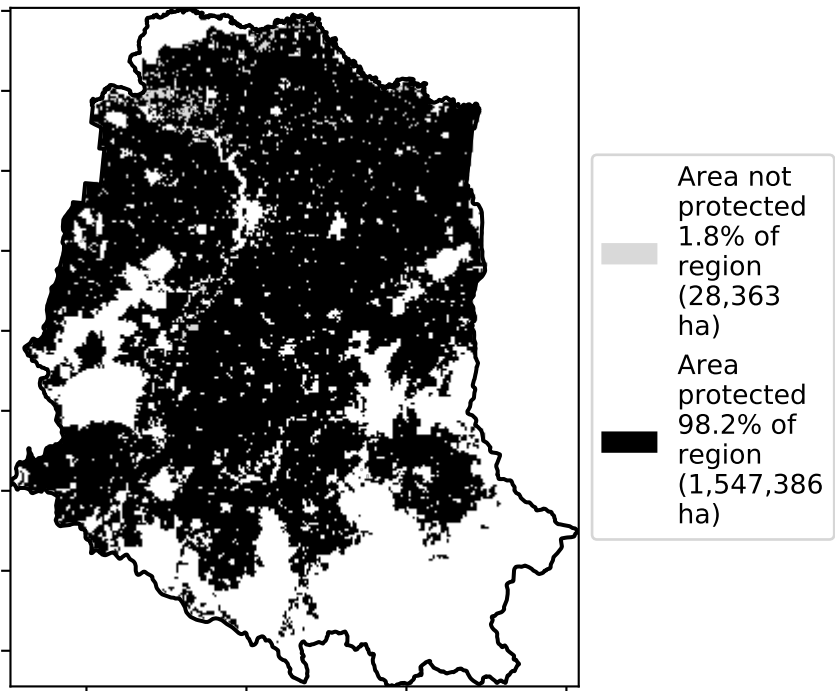 Area not
protected
1.8% of
region
(28,363
ha)
Area
protected
98.2% of
region
(1,547,386
ha)